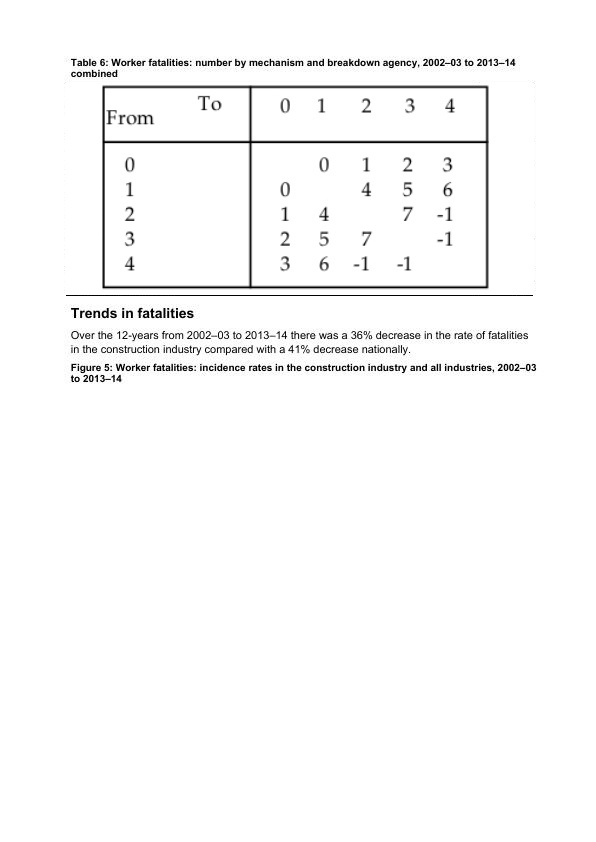 Table 6: Worker fatalities: number by mechanism and breakdown agency, 2002–03 to 2013–14
combined
From To 0 1 2 3 4
0 0 1 2 3
1 0 4 5 6
2 1 4 7 -1
3 2 5 7 -1
4 3 6 -1 -1
Trends in fatalities
Over the 12-years from 2002–03 to 2013–14 there was a 36% decrease in the rate of fatalities
in the construction industry compared with a 41% decrease nationally.
Figure 5: Worker fatalities: incidence rates in the construction industry and all industries, 2002–03
to 2013–14